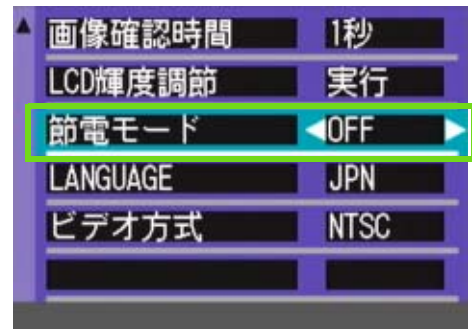 画像確認時間 1秒
LCD輝度調節 実行
節電モード OFF
LANGUAGE JPN
ビデオ方式 NTSC